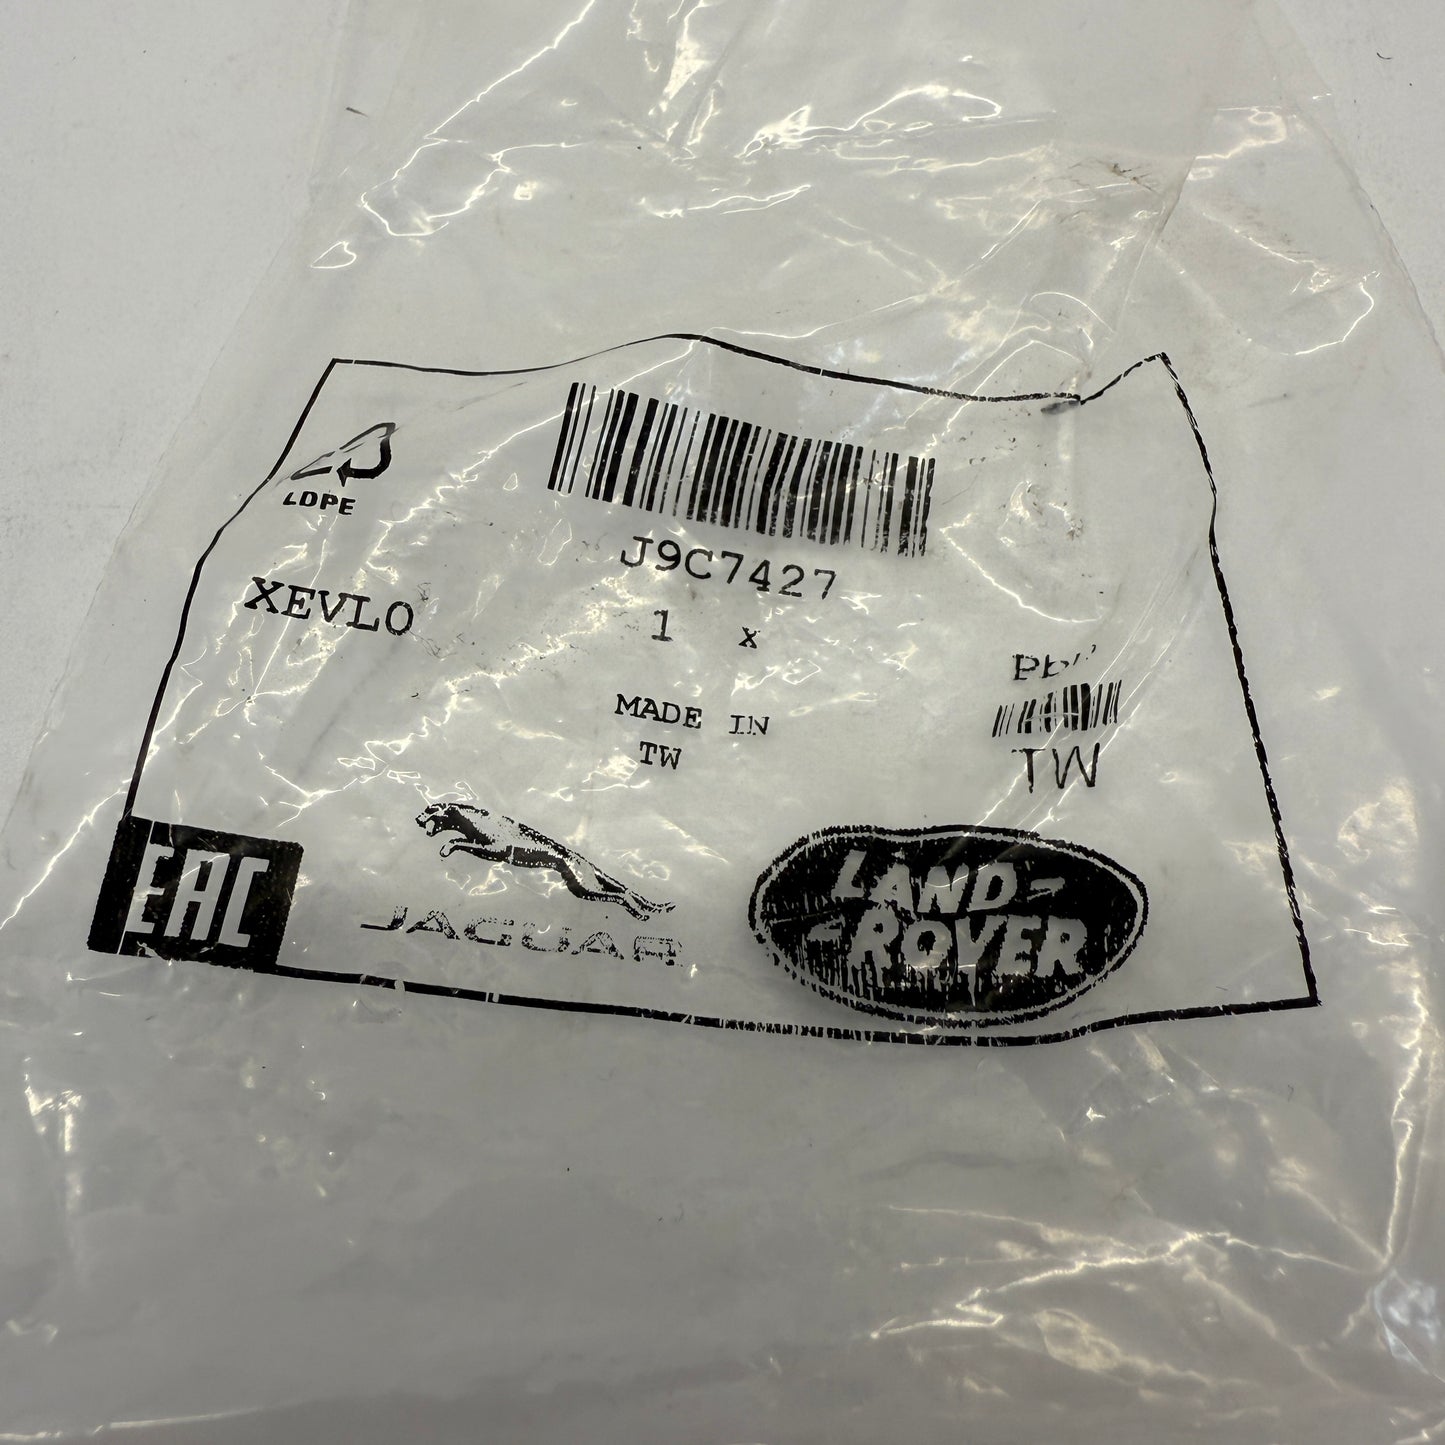 LDPE
J9C7427
XEVLO
1 x
MADE IN
TW
TW
EAC
JAGUAR
LAND-
-ROVER